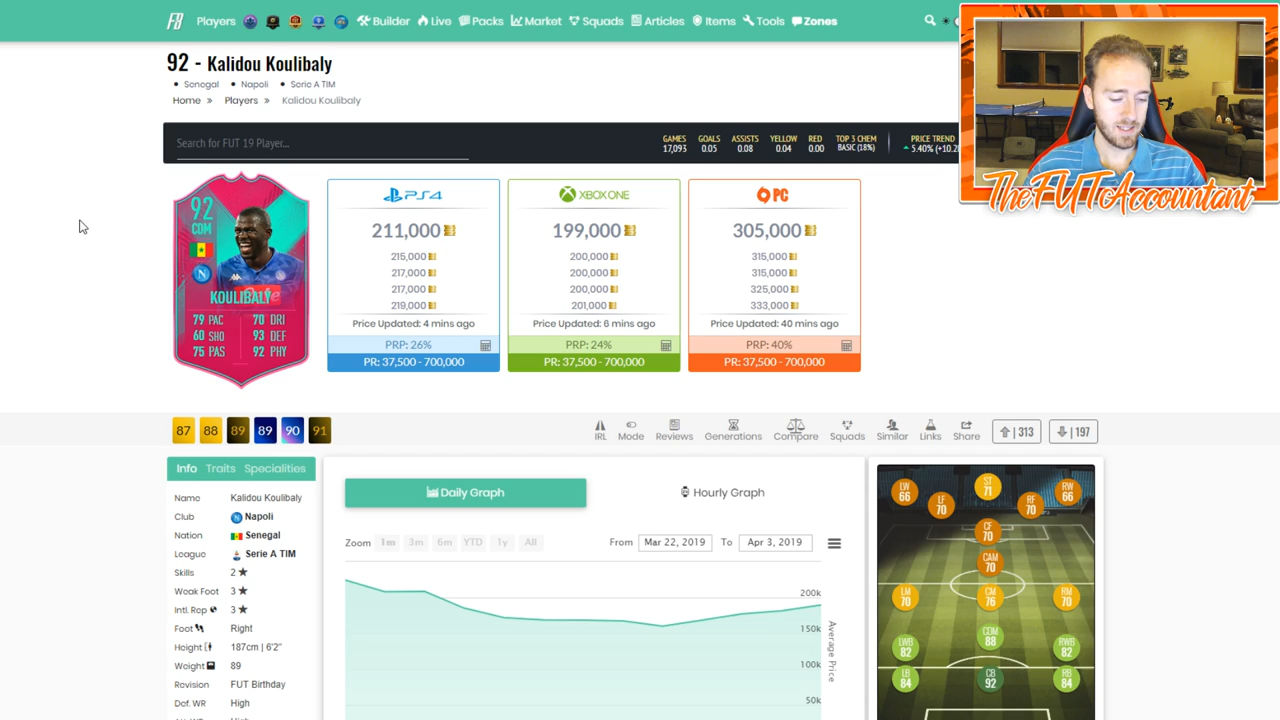 F8 Players Builder Live Packs Market Squads Articles Items Tools Zones
92 - Kalidou Koulibaly
Senegal Napoli Serie A TIM
Home » Players » Kalidou Koulibaly
Search for FUT 19 Player...
GAMES GOALS ASSISTS YELLOW RED TOP 3 CHEM PRICE TREND
17,093 0.05 0.08 0.04 0.00 BASIC (18%) 5.40%
TheFUTAccountant
92
CDM
KOULIBALY
79 PAC 70 DRI
60 SHO 93 DEF
75 PAS 92 PHY
PS4
211,000
215,000
217,000
217,000
219,000
Price Updated: 4 mins ago
PRP: 26%
PR: 37,500 - 700,000
XBOX ONE
199,000
200,000
200,000
200,000
201,000
Price Updated: 6 mins ago
PRP: 24%
PR: 37,500 - 700,000
PC
305,000
315,000
315,000
325,000
333,000
Price Updated: 40 mins ago
PRP: 40%
PR: 37,500 - 700,000
87 88 89 89 90 91
IRL Mode Reviews Generations Compare Squads Similar Links Share | 313 | 197
Info Traits Specialities
Name Kalidou Koulibaly
Club Napoli
Nation Senegal
League Serie A TIM
Skills 2
Weak Foot 3
Intl. Rep 3
Foot Right
Height 187cm | 6'2"
Weight 89
Revision FUT Birthday
Def. WR High
Daily Graph Hourly Graph
Zoom 1m 3m 6m YTD 1y All From Mar 22, 2019 To Apr 3, 2019
200k
150k
100k
50k
Average Price
LW 66
ST 71
RW 66
LF 70
RF 70
CF 70
CAM 70
LM 70
CM 76
RM 70
LWB 82
CDM 88
RWB 82
LB 84
CB 92
RB 84